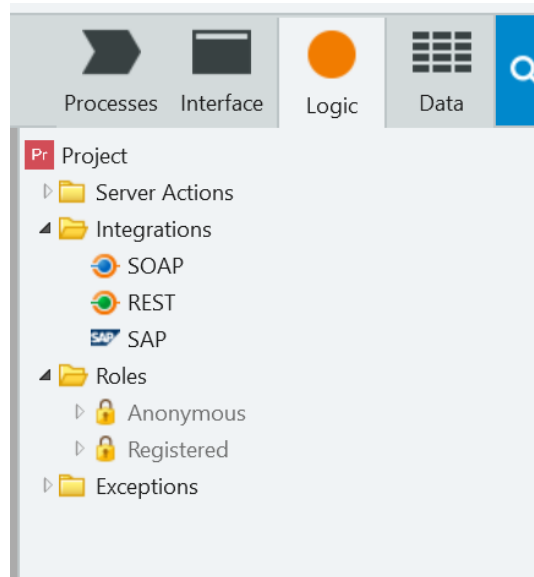 Processes Interface Logic Data
Pr Project
Server Actions
Integrations
SOAP
REST
SAP SAP
Roles
Anonymous
Registered
Exceptions